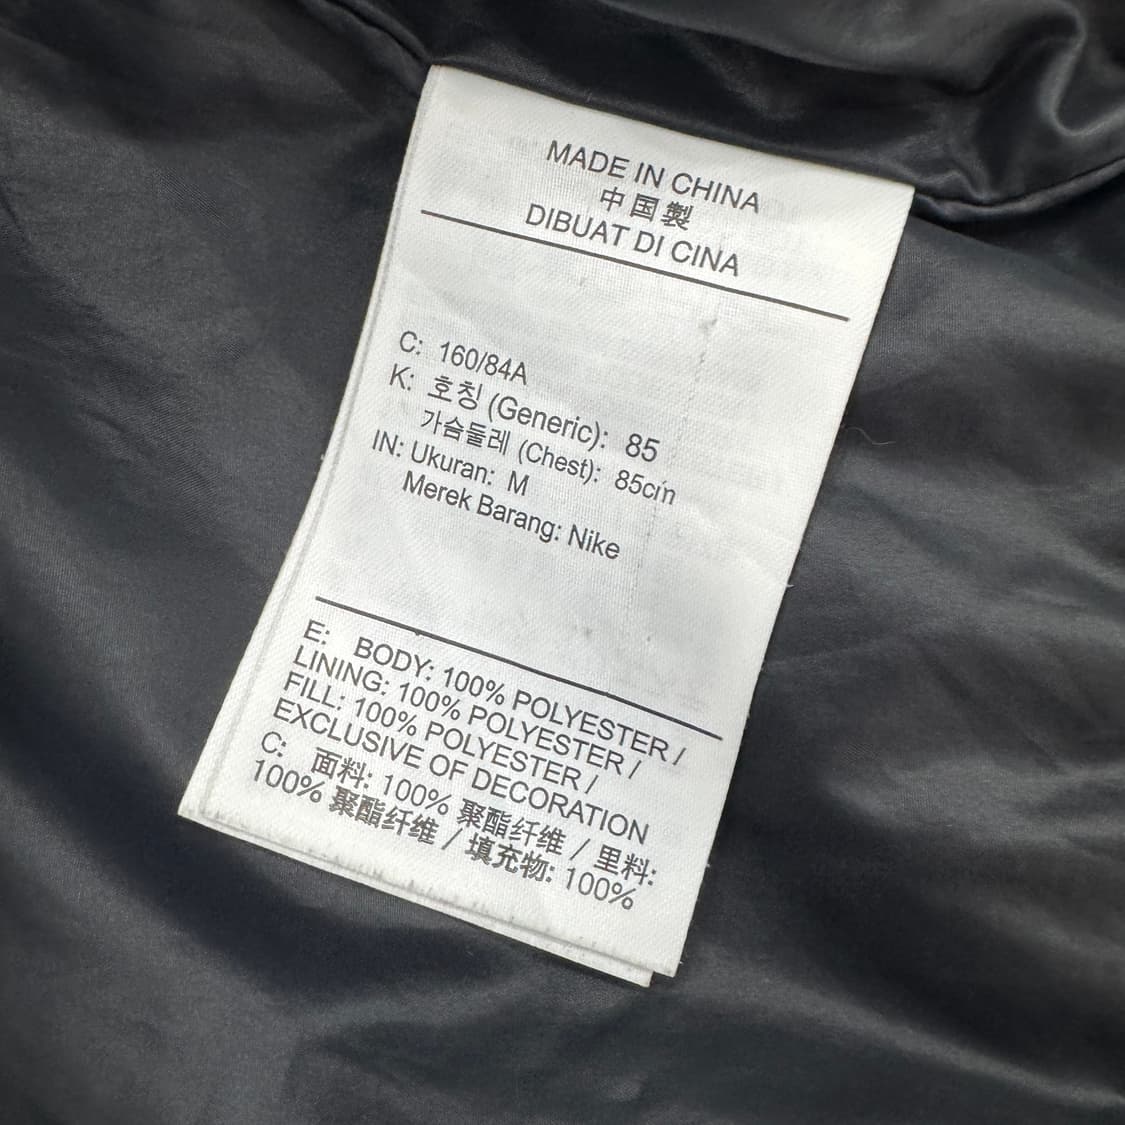 MADE IN CHINA
中国製
DIBUAT DI CINA
C: 160/84A
K: 호칭 (Generic): 85
가슴둘레 (Chest): 85cm
IN: Ukuran: M
Merek Barang: Nike
E: BODY: 100% POLYESTER /
LINING: 100% POLYESTER /
FILL: 100% POLYESTER /
EXCLUSIVE OF DECORATION
C: 面料: 100% 聚酯纤维 / 里料:
100% 聚酯纤维 / 填充物: 100%